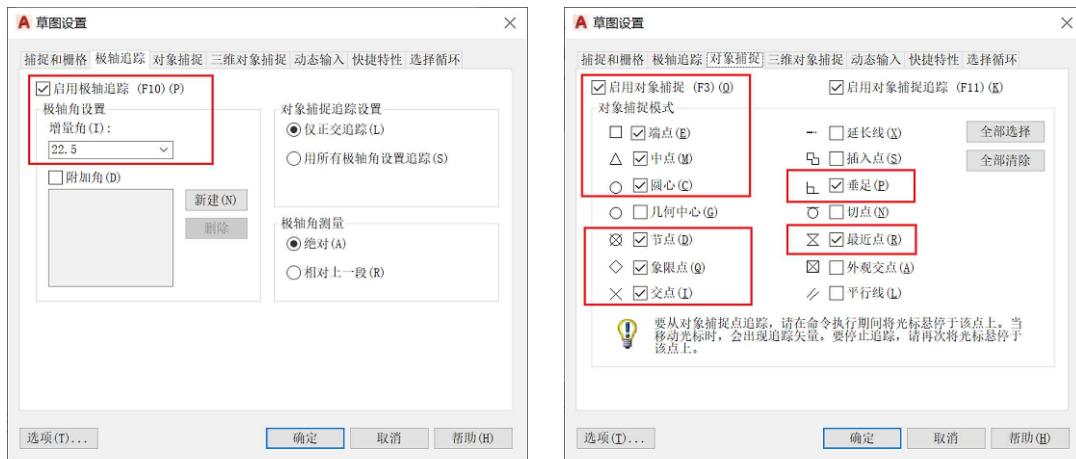 草图设置
捕捉和栅格 极轴追踪 对象捕捉 三维对象捕捉 动态输入 快捷特性 选择循环
启用极轴追踪 (F10)(P)
极轴角设置
增量角(I):
22.5
附加角(D)
新建(N)
删除
对象捕捉追踪设置
仅正交追踪(L)
用所有极轴角设置追踪(S)
极轴角测量
绝对(A)
相对上一段(R)
选项(T)... 确定 取消 帮助(H)
草图设置
捕捉和栅格 极轴追踪 对象捕捉 三维对象捕捉 动态输入 快捷特性 选择循环
启用对象捕捉 (F3)(O) 启用对象捕捉追踪 (F11)(K)
对象捕捉模式
端点(E) 延长线(X) 全部选择
中点(M) 插入点(S) 全部清除
圆心(C) 垂足(P)
几何中心(G) 切点(N)
节点(D) 最近点(R)
象限点(Q) 外观交点(A)
交点(I) 平行线(L)
要从对象捕捉点追踪，请在命令执行期间将光标悬停于该点上。当
移动光标时，会出现追踪矢量。要停止追踪，请再次将光标悬停于
该点上。
选项(T)... 确定 取消 帮助(H)